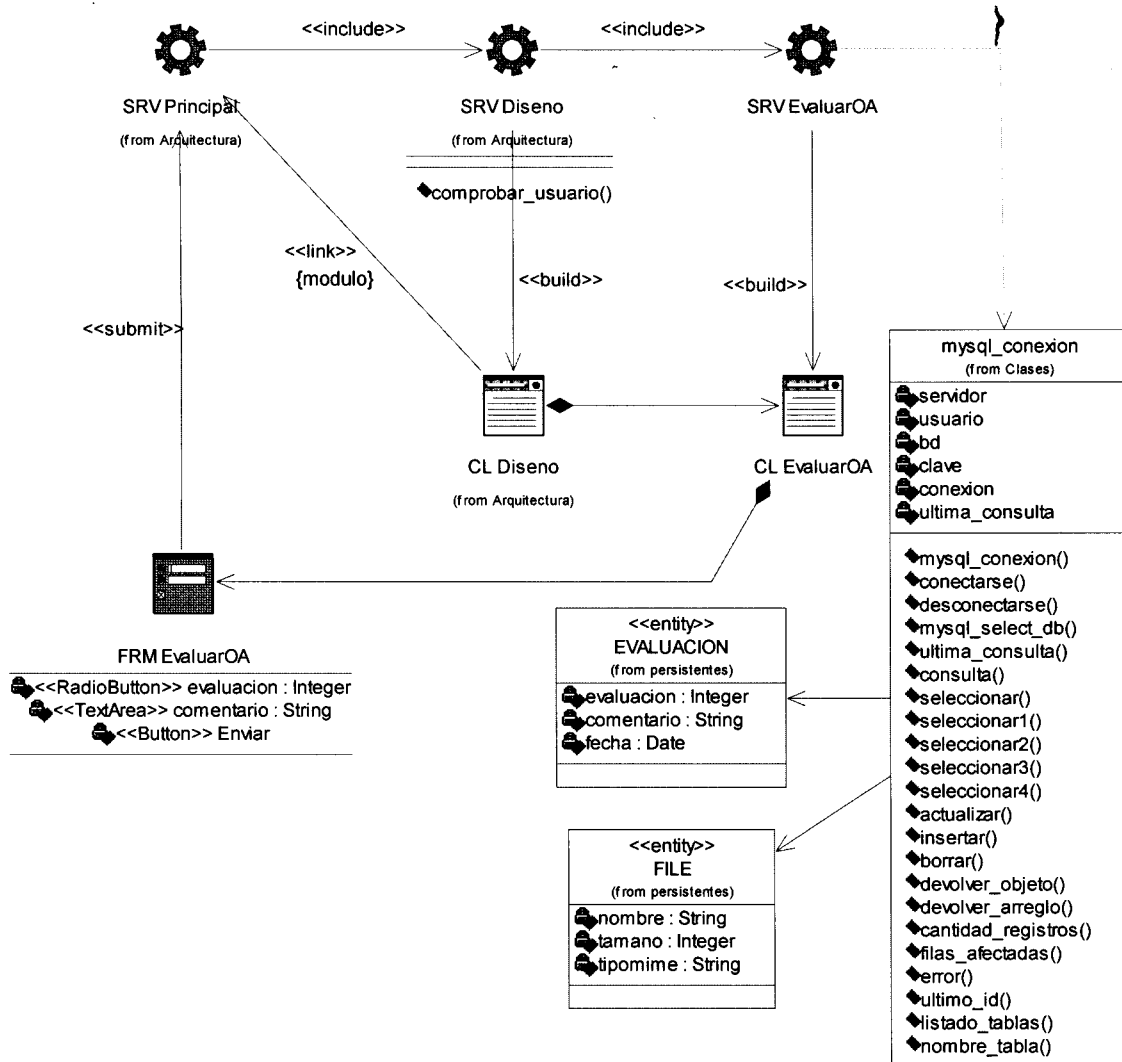 <<include>>
<<include>>
SRV Principal
(from Arquitectura)
SRV Diseno
(from Arquitectura)
comprobar_usuario()
SRV EvaluarOA
<<link>>
{modulo}
<<build>>
<<build>>
<<submit>>
CL Diseno
(from Arquitectura)
CL EvaluarOA
mysql_conexion
(from Clases)
servidor
usuario
bd
clave
conexion
ultima_consulta
mysql_conexion()
conectarse()
desconectarse()
mysql_select_db()
ultima_consulta()
consulta()
seleccionar()
seleccionar1()
seleccionar2()
seleccionar3()
seleccionar4()
actualizar()
insertar()
borrar()
devolver_objeto()
devolver_arreglo()
cantidad_registros()
filas_afectadas()
error()
ultimo_id()
listado_tablas()
nombre_tabla()
FRM EvaluarOA
<<RadioButton>> evaluacion : Integer
<<TextArea>> comentario : String
<<Button>> Enviar
<<entity>>
EVALUACION
(from persistentes)
evaluacion : Integer
comentario : String
fecha : Date
<<entity>>
FILE
(from persistentes)
nombre : String
tamano : Integer
tipomime : String